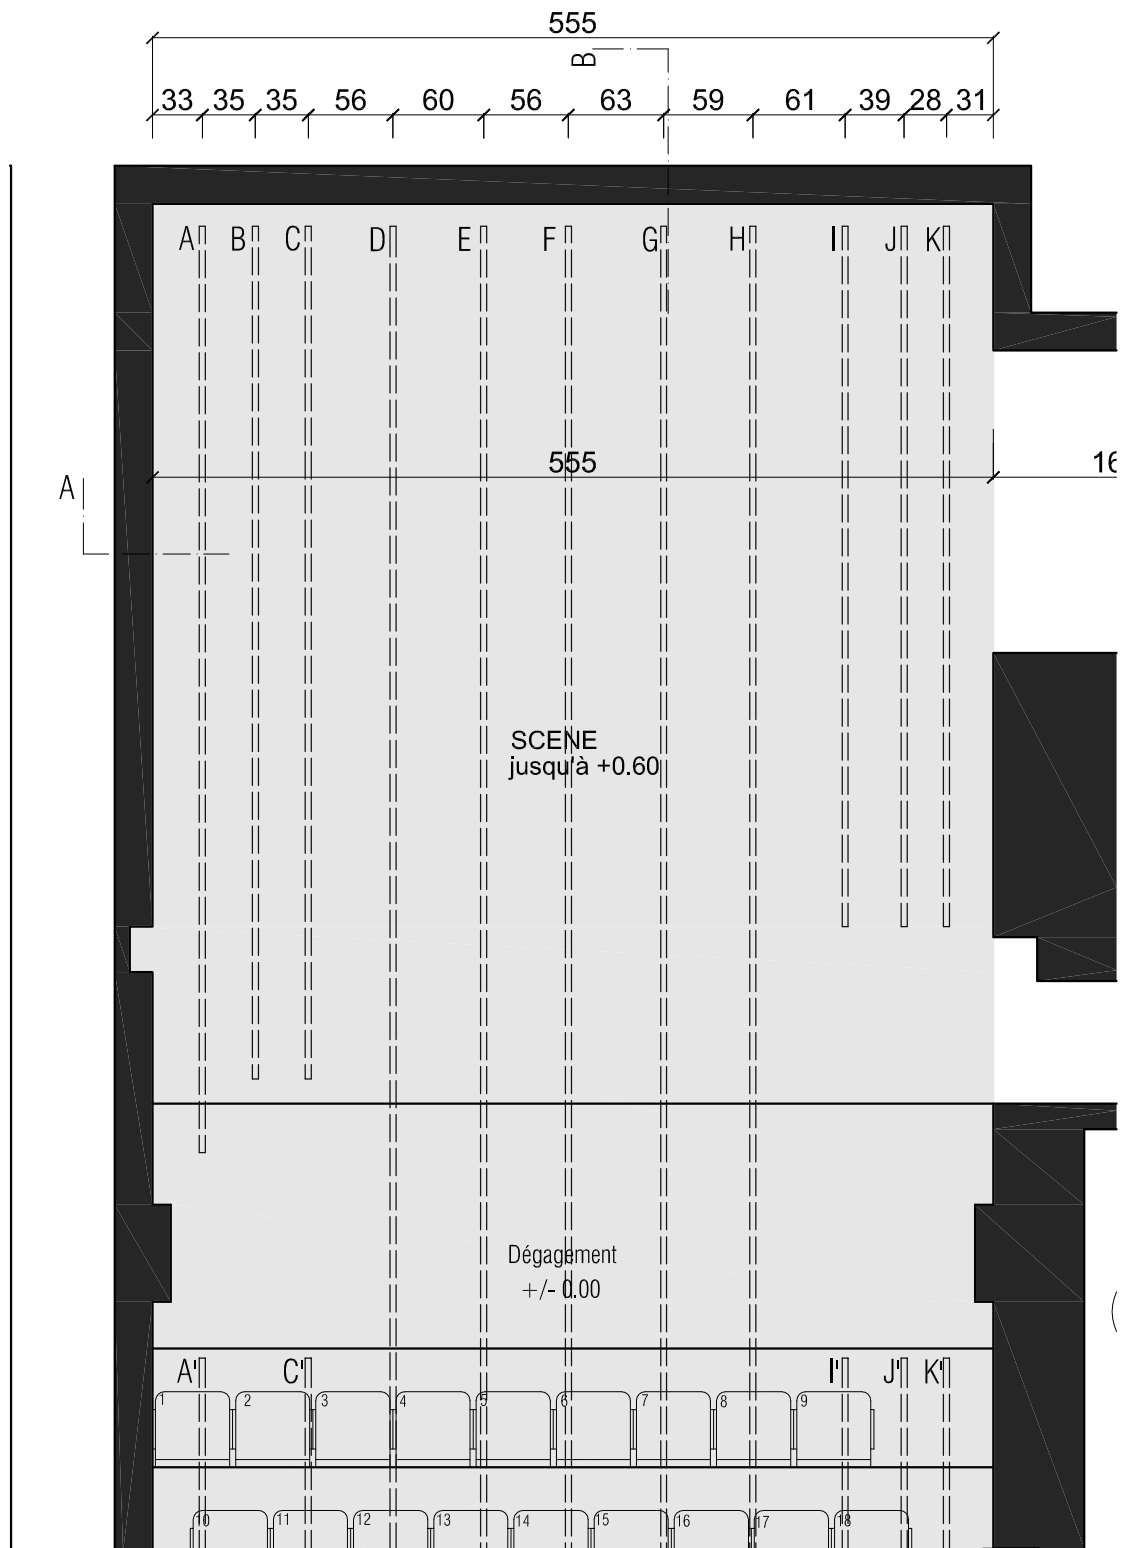 555
B
33 35 35 56 60 56 63 59 61 39 28 31
A B C D E F G H I J K
555
A
SCENE
jusqu'à +0.60
Dégagement
+/- 0.00
A' C' I' J' K'
1 2 3 4 5 6 7 8 9
10 11 12 13 14 15 16 17 18